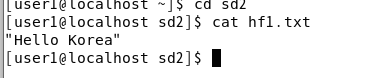 [user1@localhost ~]$ cd sd2
[user1@localhost sd2]$ cat hf1.txt
"Hello Korea"
[user1@localhost sd2]$